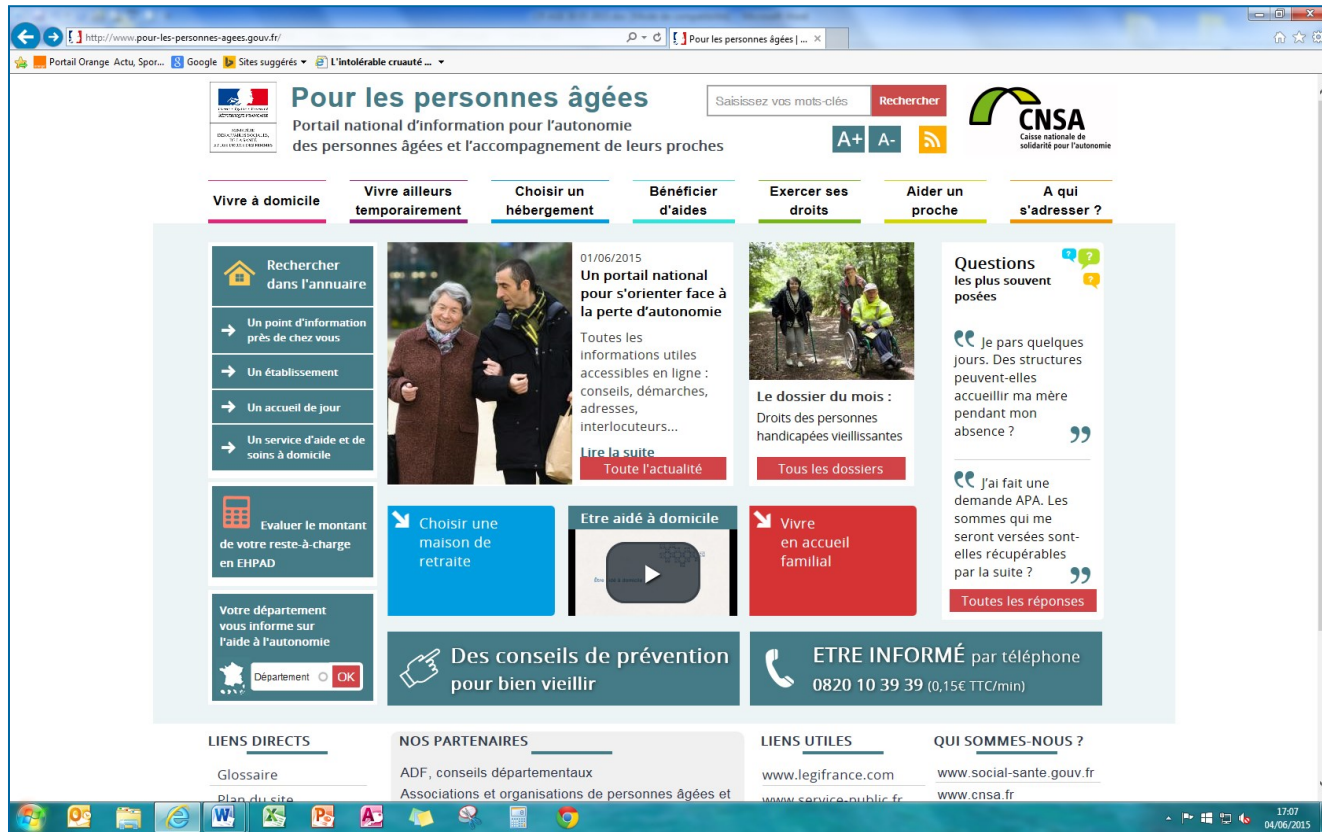 http://www.pour-les-personnes-agees.gouv.fr/
Pour les personnes âgées | ...
Portail Orange Actu, Spor...
Google
Sites suggérés
L'intolérable cruauté ...
RÉPUBLIQUE FRANÇAISE
Pour les personnes âgées
Portail national d'information pour l'autonomie
des personnes âgées et l'accompagnement de leurs proches
Saisissez vos mots-clés
Rechercher
A+
A-
CNSA
Caisse nationale de
solidarité pour l'autonomie
Vivre à domicile
Vivre ailleurs
temporairement
Choisir un
hébergement
Bénéficier
d'aides
Exercer ses
droits
Aider un
proche
A qui
s'adresser ?
Rechercher
dans l'annuaire
Un point d'information
près de chez vous
Un établissement
Un accueil de jour
Un service d'aide et de
soins à domicile
Evaluer le montant
de votre reste-à-charge
en EHPAD
Votre département
vous informe sur
l'aide à l'autonomie
Département
OK
01/06/2015
Un portail national
pour s'orienter face à
la perte d'autonomie
Toutes les
informations utiles
accessibles en ligne :
conseils, démarches,
adresses,
interlocuteurs...
Lire la suite
Toute l'actualité
Le dossier du mois :
Droits des personnes
handicapées vieillissantes
Tous les dossiers
Questions
les plus souvent
posées
Je pars quelques
jours. Des structures
peuvent-elles
accueillir ma mère
pendant mon
absence ?
J'ai fait une
demande APA. Les
sommes qui me
seront versées sont-
elles récupérables
par la suite ?
Toutes les réponses
Choisir une
maison de
retraite
Etre aidé à domicile
Vivre
en accueil
familial
Des conseils de prévention
pour bien vieillir
ETRE INFORMÉ par téléphone
0820 10 39 39 (0,15€ TTC/min)
LIENS DIRECTS
Glossaire
Plan du site
NOS PARTENAIRES
ADF, conseils départementaux
Associations et organisations de personnes âgées et
LIENS UTILES
www.legifrance.com
www.service-public.fr
QUI SOMMES-NOUS ?
www.social-sante.gouv.fr
www.cnsa.fr
17:07
04/06/2015